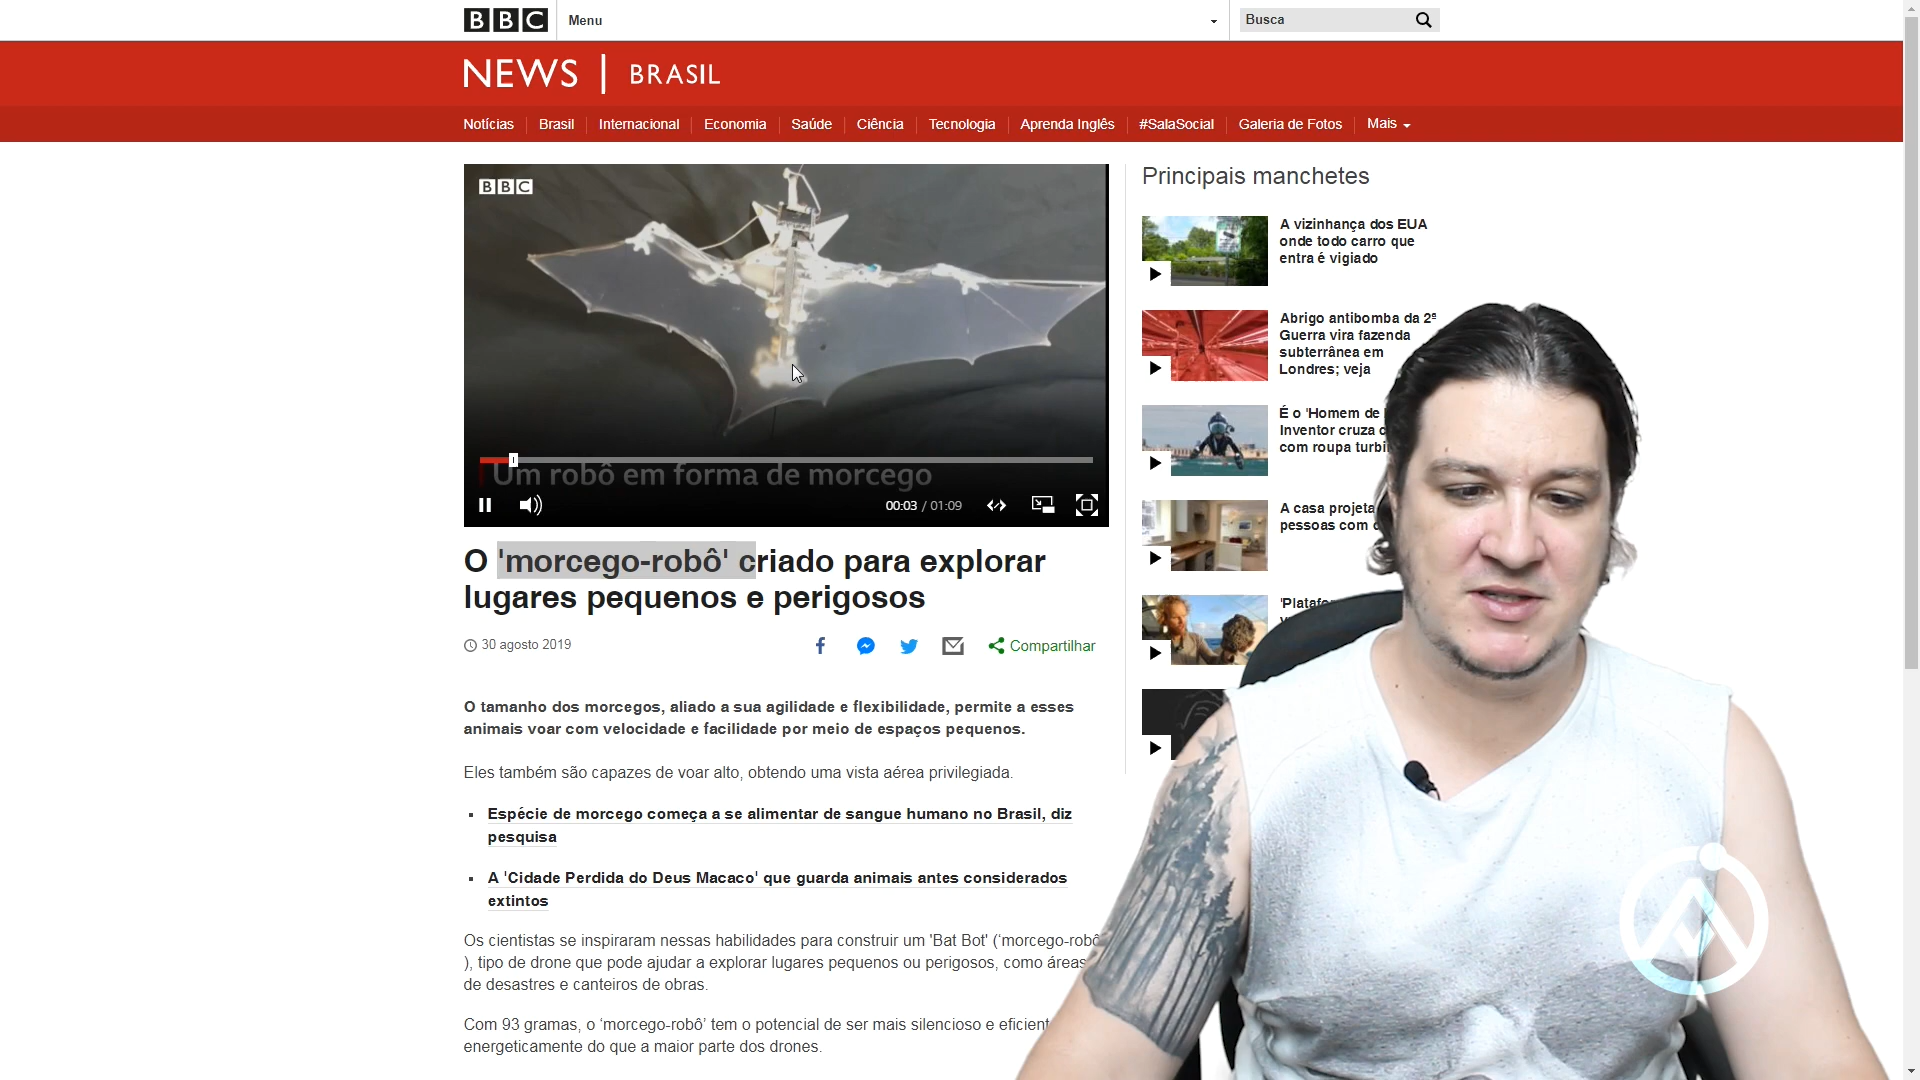 BBC
Menu
Busca
NEWS | BRASIL
Notícias
Brasil
Internacional
Economia
Saúde
Ciência
Tecnologia
Aprenda Inglês
#SalaSocial
Galeria de Fotos
Mais
BBC
Um robô em forma de morcego
00:03 / 01:09
O 'morcego-robô' criado para explorar
lugares pequenos e perigosos
30 agosto 2019
Compartilhar
O tamanho dos morcegos, aliado a sua agilidade e flexibilidade, permite a esses
animais voar com velocidade e facilidade por meio de espaços pequenos.
Eles também são capazes de voar alto, obtendo uma vista aérea privilegiada.
Espécie de morcego começa a se alimentar de sangue humano no Brasil, diz
pesquisa
A 'Cidade Perdida do Deus Macaco' que guarda animais antes considerados
extintos
Os cientistas se inspiraram nessas habilidades para construir um 'Bat Bot' ('morcego-robô
), tipo de drone que pode ajudar a explorar lugares pequenos ou perigosos, como áreas
de desastres e canteiros de obras.
Com 93 gramas, o ‘morcego-robô’ tem o potencial de ser mais silencioso e eficient
energeticamente do que a maior parte dos drones.
Principais manchetes
A vizinhança dos EUA
onde todo carro que
entra é vigiado
Abrigo antibomba da 2ª
Guerra vira fazenda
subterrânea em
Londres; veja
É o 'Homem de
Inventor cruza
com roupa turbi
A casa projeta
pessoas com
'Platafo